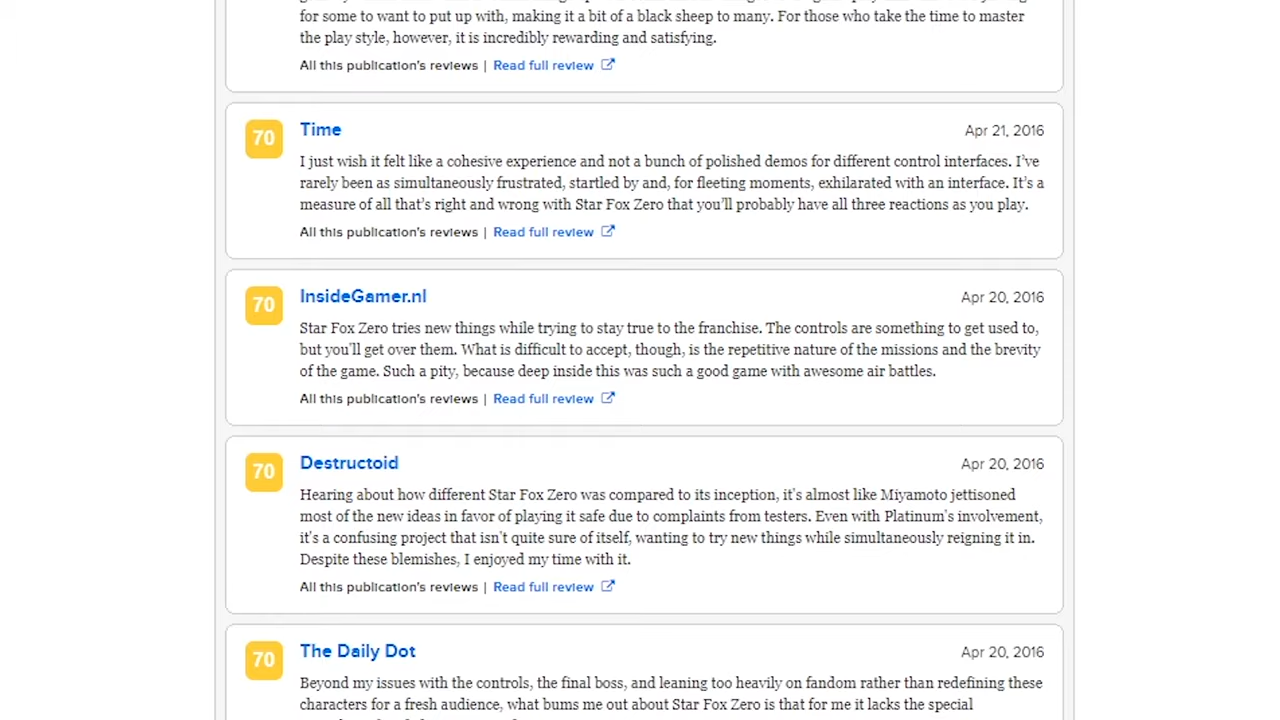 for some to want to put up with, making it a bit of a black sheep to many. For those who take the time to master
the play style, however, it is incredibly rewarding and satisfying.
All this publication's reviews | Read full review
70
Time
Apr 21, 2016
I just wish it felt like a cohesive experience and not a bunch of polished demos for different control interfaces. I've
rarely been as simultaneously frustrated, startled by and, for fleeting moments, exhilarated with an interface. It's a
measure of all that's right and wrong with Star Fox Zero that you'll probably have all three reactions as you play.
All this publication's reviews | Read full review
70
InsideGamer.nl
Apr 20, 2016
Star Fox Zero tries new things while trying to stay true to the franchise. The controls are something to get used to,
but you'll get over them. What is difficult to accept, though, is the repetitive nature of the missions and the brevity
of the game. Such a pity, because deep inside this was such a good game with awesome air battles.
All this publication's reviews | Read full review
70
Destructoid
Apr 20, 2016
Hearing about how different Star Fox Zero was compared to its inception, it's almost like Miyamoto jettisoned
most of the new ideas in favor of playing it safe due to complaints from testers. Even with Platinum's involvement,
it's a confusing project that isn't quite sure of itself, wanting to try new things while simultaneously reigning it in.
Despite these blemishes, I enjoyed my time with it.
All this publication's reviews | Read full review
70
The Daily Dot
Apr 20, 2016
Beyond my issues with the controls, the final boss, and leaning too heavily on fandom rather than redefining these
characters for a fresh audience, what bums me out about Star Fox Zero is that for me it lacks the special